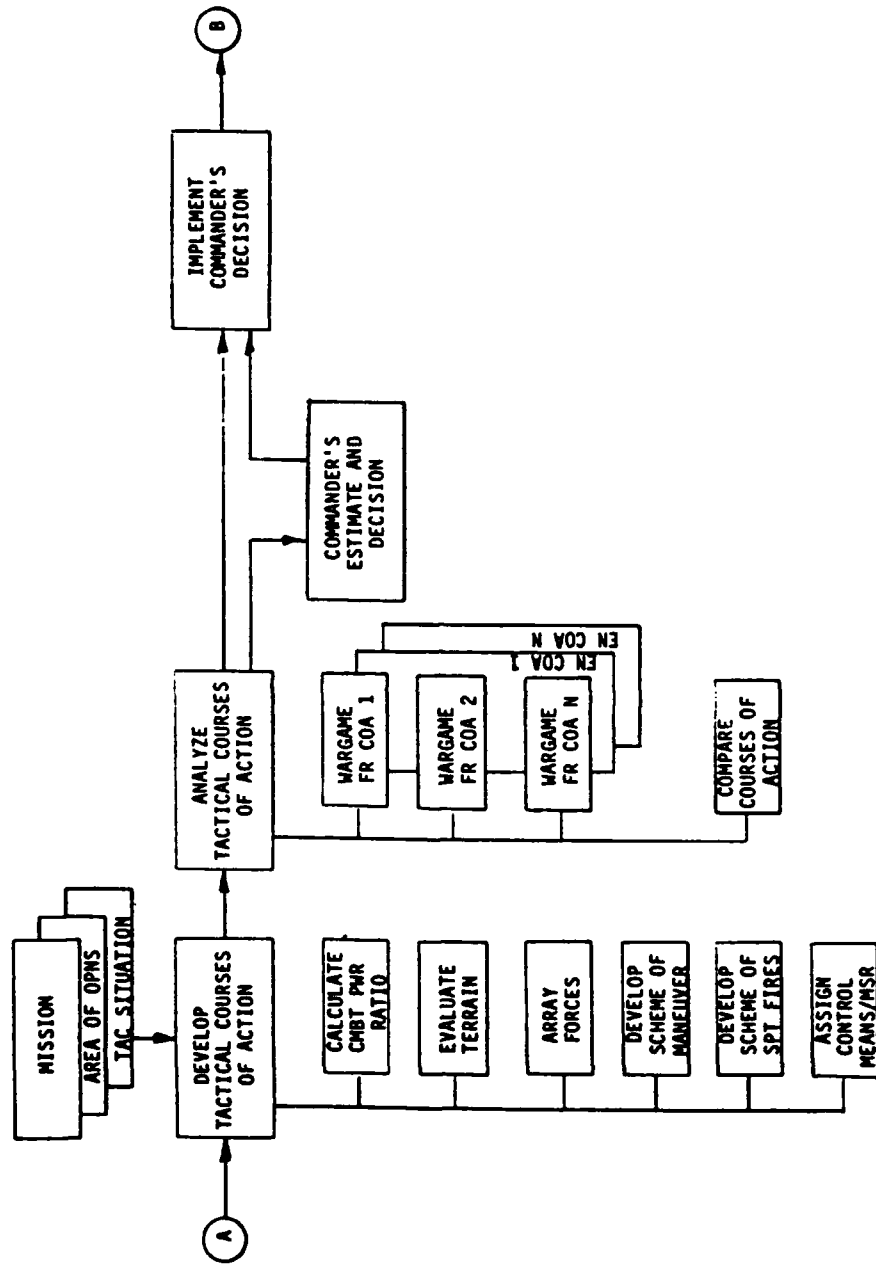 A
MISSION
AREA OF OPNS
TAC SITUATION
DEVELOP
TACTICAL COURSES
OF ACTION
CALCULATE
CMBT PWR
RATIO
EVALUATE
TERRAIN
ARRAY
FORCES
DEVELOP
SCHEME OF
MANEUVER
DEVELOP
SCHEME OF
SPT FIRES
ASSIGN
CONTROL
MEANS/MSR
ANALYZE
TACTICAL COURSES
OF ACTION
WARGAME
FR COA 1
WARGAME
FR COA 2
WARGAME
FR COA N
EN COA 1
EN COA N
COMPARE
COURSES OF
ACTION
COMMANDER'S
ESTIMATE AND
DECISION
IMPLEMENT
COMMANDER'S
DECISION
B